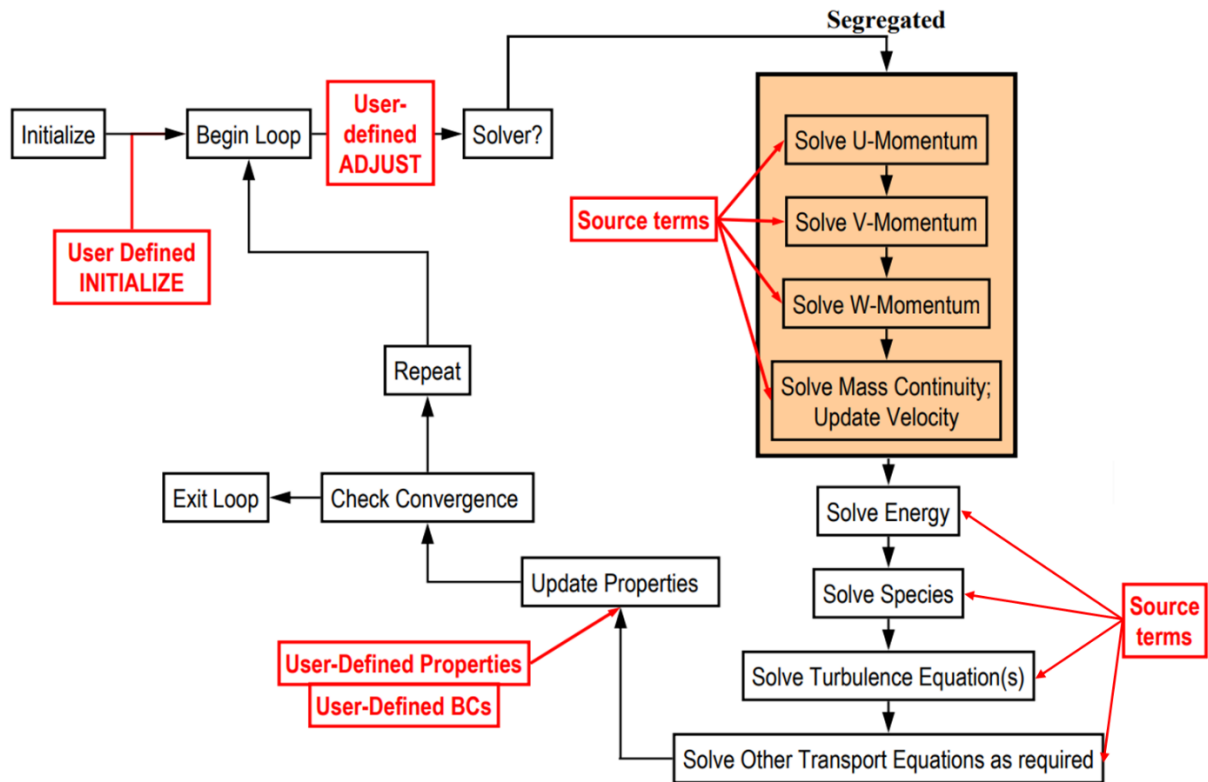 Segregated
Initialize
Begin Loop
User-
defined
ADJUST
Solver?
User Defined
INITIALIZE
Source terms
Solve U-Momentum
Solve V-Momentum
Solve W-Momentum
Solve Mass Continuity;
Update Velocity
Repeat
Exit Loop
Check Convergence
Solve Energy
Update Properties
Solve Species
Source
terms
User-Defined Properties
User-Defined BCs
Solve Turbulence Equation(s)
Solve Other Transport Equations as required